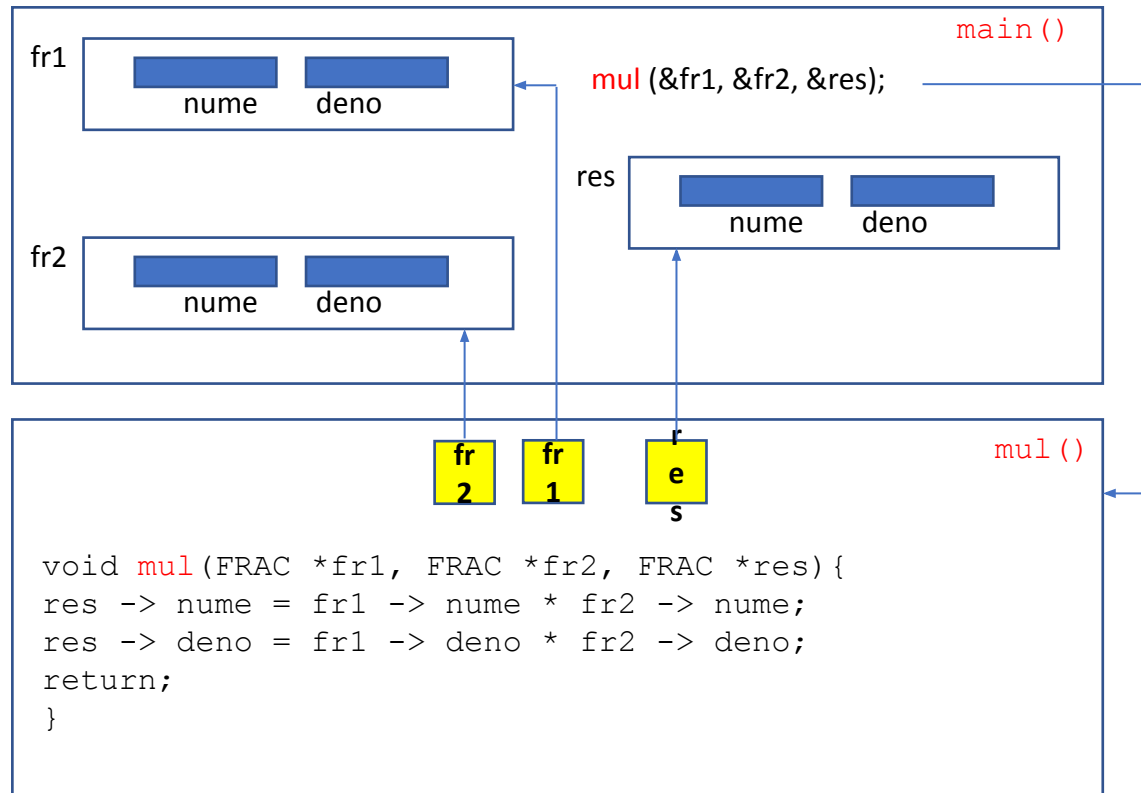 main()
fr1
nume deno
mul (&fr1, &fr2, &res);
res
nume deno
fr2
nume deno
fr
2
fr
1
r
e
s
mul()
void mul(FRAC *fr1, FRAC *fr2, FRAC *res){
res -> nume = fr1 -> nume * fr2 -> nume;
res -> deno = fr1 -> deno * fr2 -> deno;
return;
}